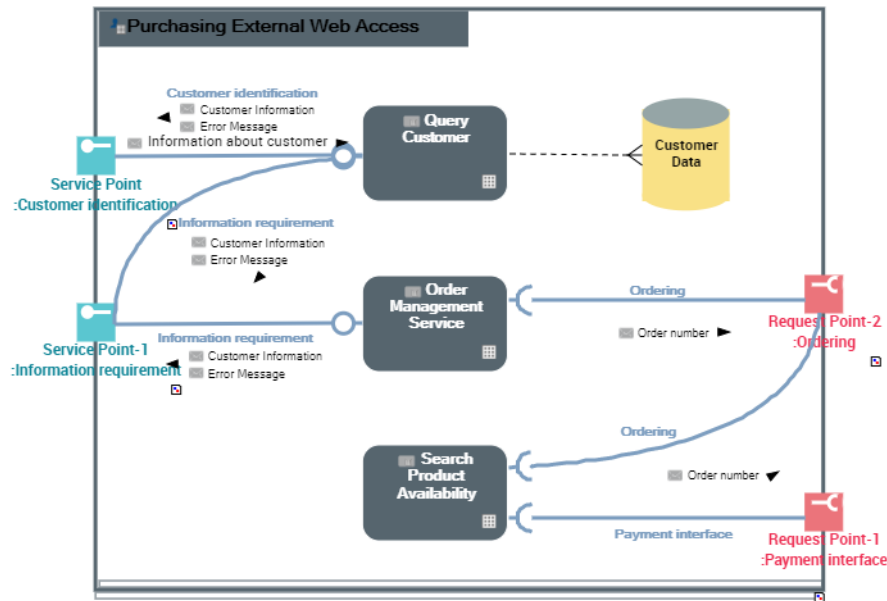 Purchasing External Web Access
Customer identification
Customer Information
Error Message
Information about customer
Query
Customer
Customer
Data
Service Point
:Customer identification
Information requirement
Customer Information
Error Message
Order
Management
Service
Ordering
Request Point-2
:Ordering
Order number
Service Point-1
:Information requirement
Information requirement
Customer Information
Error Message
Ordering
Search
Product
Availability
Order number
Payment interface
Request Point-1
:Payment interface